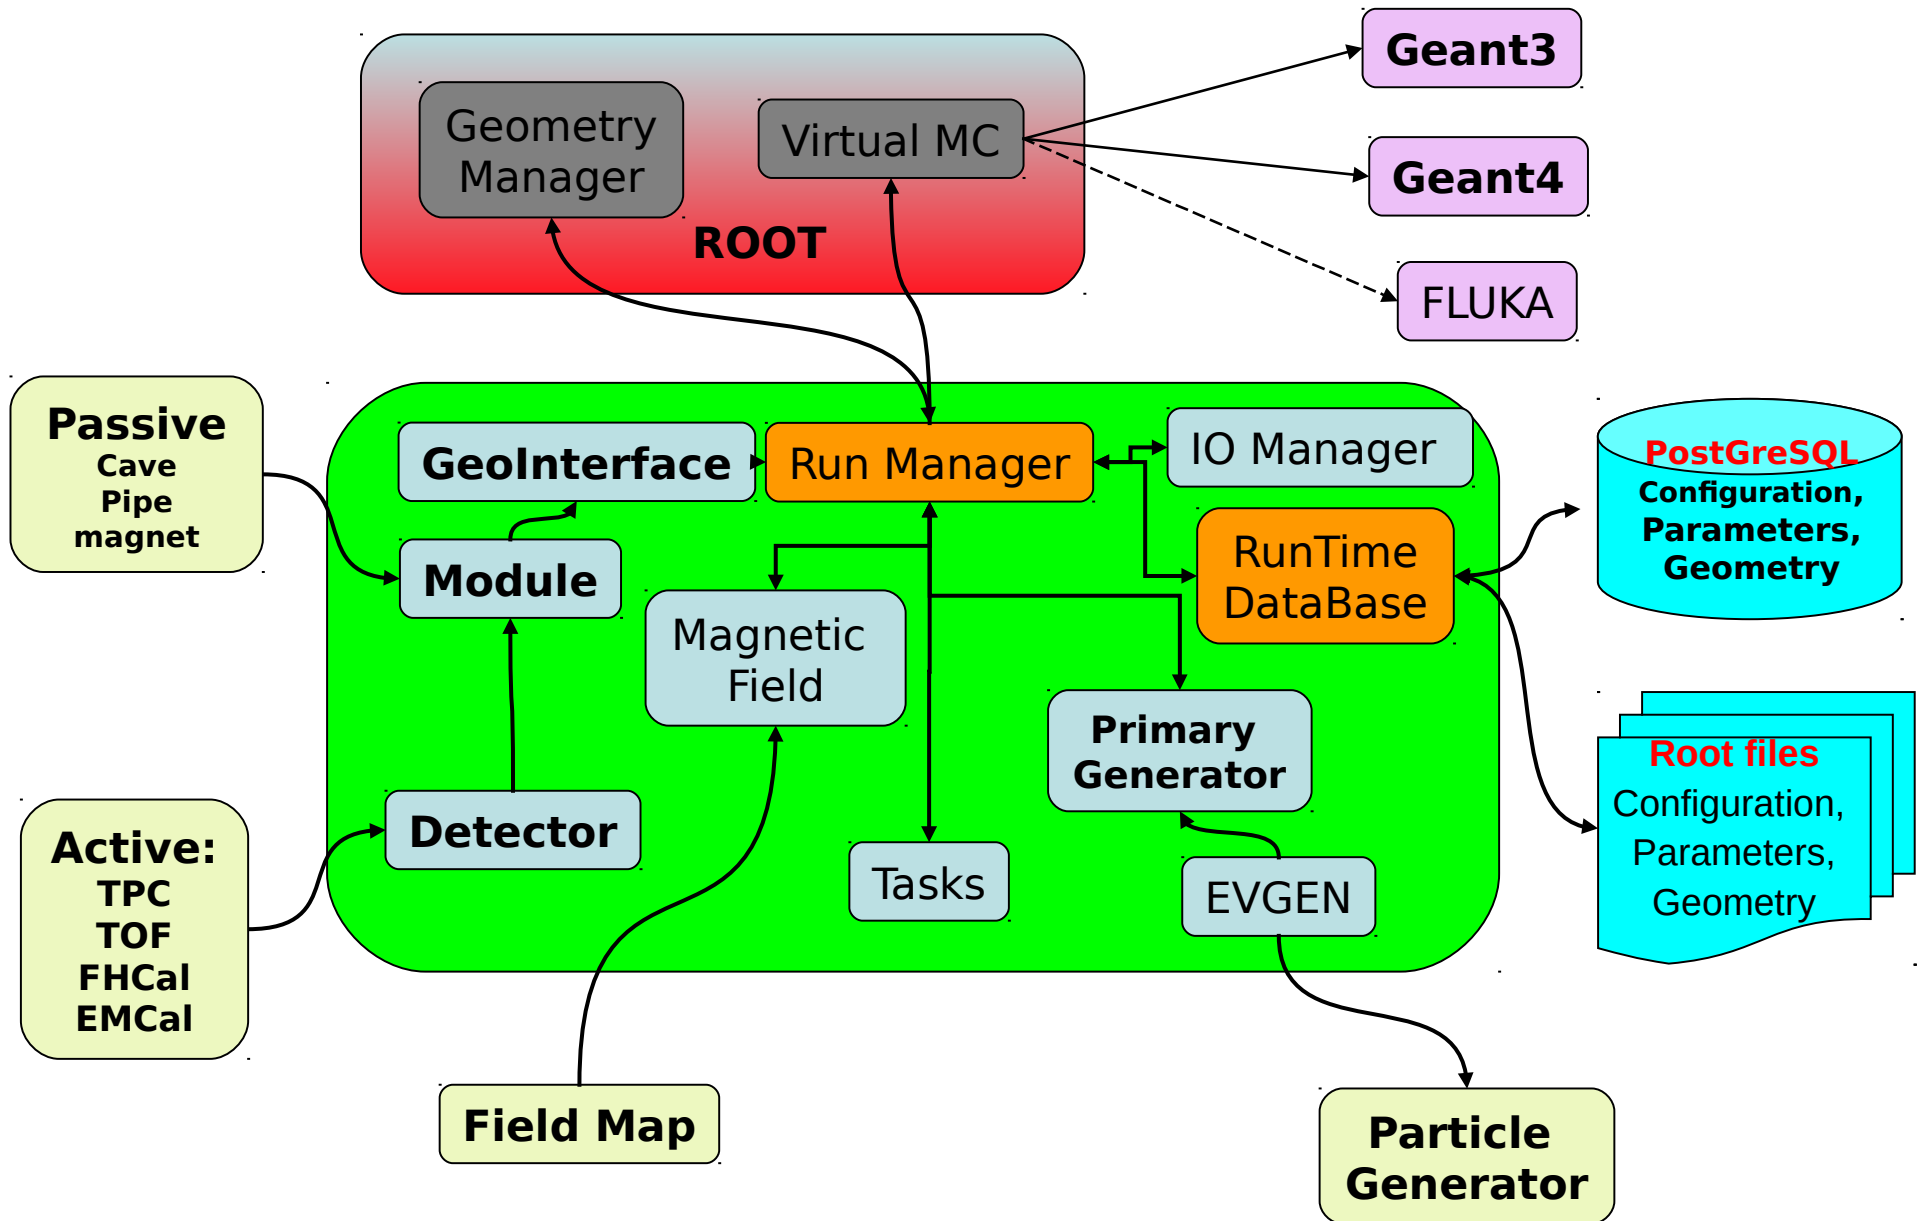 Geant3
Geometry
Manager
Virtual MC
Geant4
ROOT
FLUKA
Passive
Cave
Pipe
magnet
GeoInterface
Run Manager
IO Manager
PostGreSQL
Configuration,
Parameters,
Geometry
Module
RunTime
DataBase
Magnetic
Field
Primary
Generator
Root files
Configuration,
Parameters,
Geometry
Active:
TPC
TOF
FHCal
EMCal
Detector
Tasks
EVGEN
Field Map
Particle
Generator